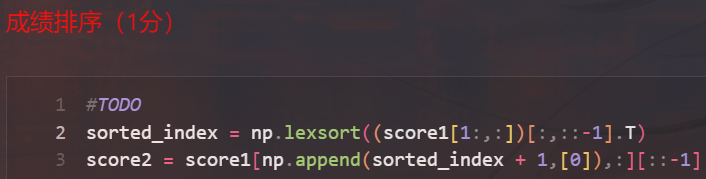 成绩排序（1分）
1 #TODO
2 sorted_index = np.lexsort((score1[1:,:])[:,::-1].T)
3 score2 = score1[np.append(sorted_index + 1,[0]),:][::-1]